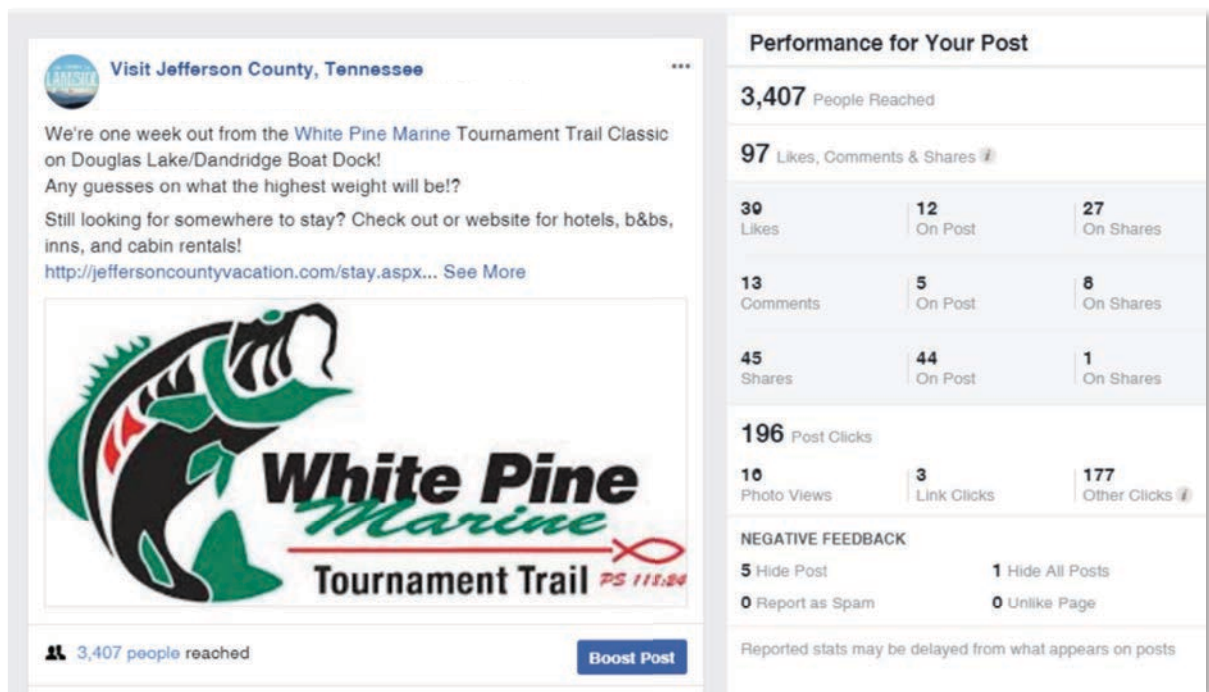 Visit Jefferson County, Tennessee
We're one week out from the White Pine Marine Tournament Trail Classic
on Douglas Lake/Dandridge Boat Dock!
Any guesses on what the highest weight will be!?
Still looking for somewhere to stay? Check out or website for hotels, b&bs,
inns, and cabin rentals!
http://jeffersoncountyvacation.com/stay.aspx... See More
White Pine
Marine
Tournament Trail PS 118:24
3,407 people reached
Boost Post
Performance for Your Post
3,407 People Reached
97 Likes, Comments & Shares
39 12 27
Likes On Post On Shares
13 5 8
Comments On Post On Shares
45 44 1
Shares On Post On Shares
196 Post Clicks
16 3 177
Photo Views Link Clicks Other Clicks
NEGATIVE FEEDBACK
5 Hide Post 1 Hide All Posts
0 Report as Spam 0 Unlike Page
Reported stats may be delayed from what appears on posts